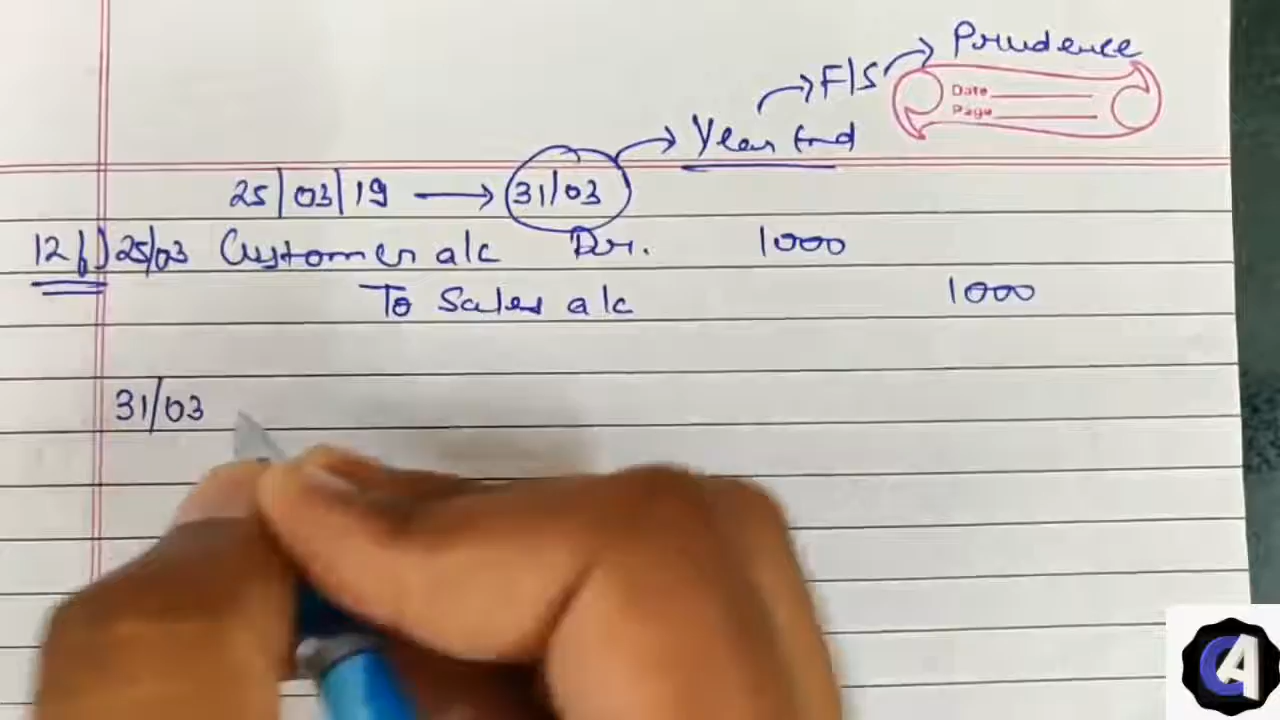 Prudence
F/S
Date
Page
Year End
25/03/19 → 31/03
12 b) 25/03 Customer a/c Dr. 1000
To Sales a/c 1000
31/03
CA